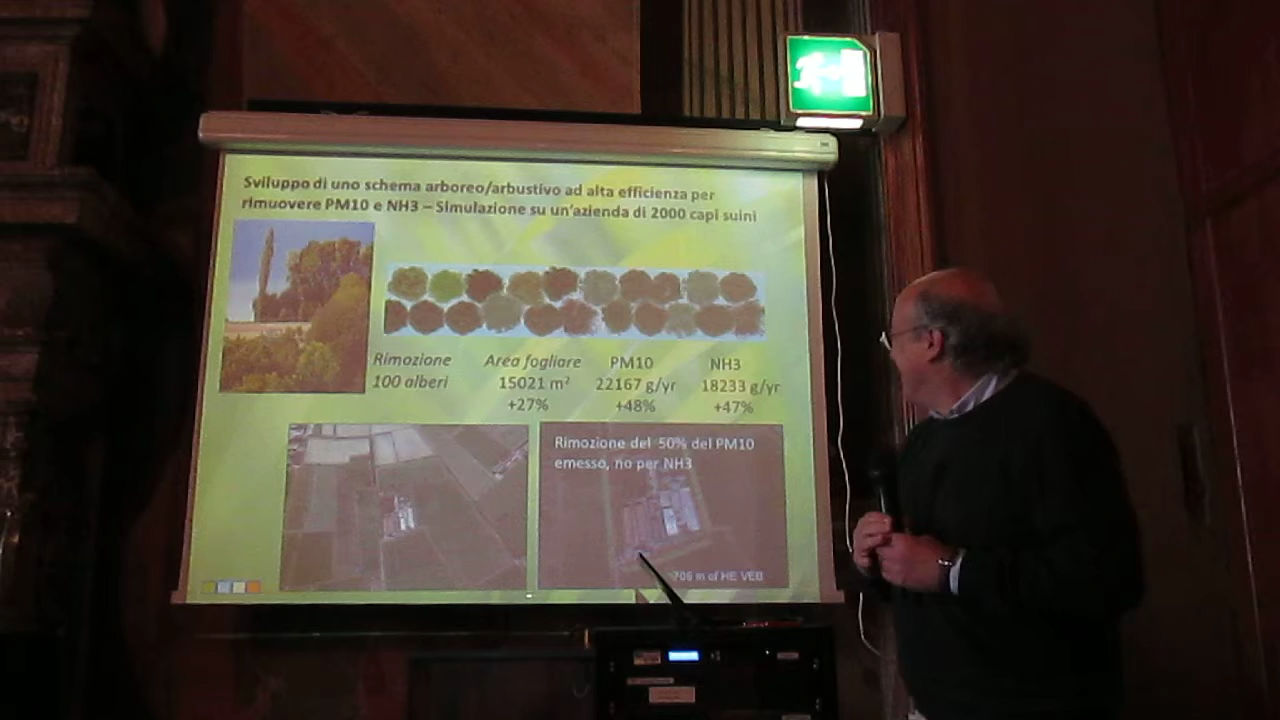 Sviluppo di uno schema arboreo/arbustivo ad alta efficienza per
rimuovere PM10 e NH3 – Simulazione su un'azienda di 2000 capi suini
Rimozione Area fogliare PM10 NH3
100 alberi 15021 m² 22167 g/yr 18233 g/yr
+27% +48% +47%
Rimozione del 50% del PM10
emesso, no per NH3
706 m of HE VEB